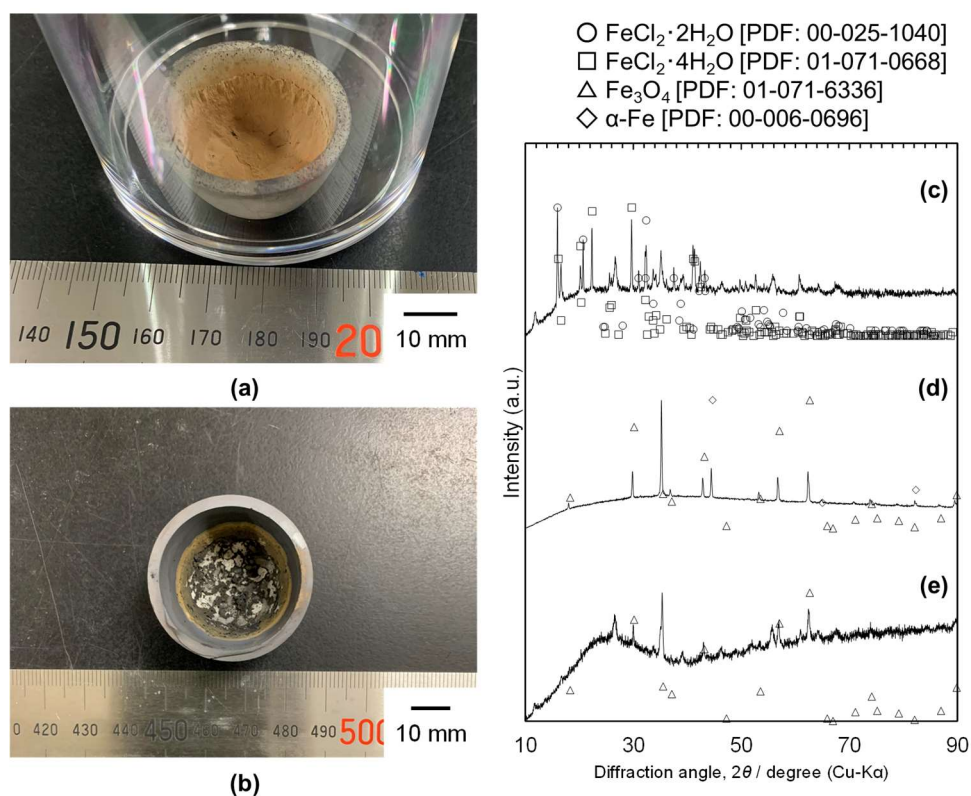 140 150 160 170 180 190 20
10 mm
(a)
0 420 430 440 450 460 470 480 490 500
10 mm
(b)
○ FeCl₂·2H₂O [PDF: 00-025-1040]
□ FeCl₂·4H₂O [PDF: 01-071-0668]
△ Fe₃O₄ [PDF: 01-071-6336]
◇ α-Fe [PDF: 00-006-0696]
(c)
(d)
(e)
Intensity (a.u.)
10 30 50 70 90
Diffraction angle, 2θ / degree (Cu-Kα)